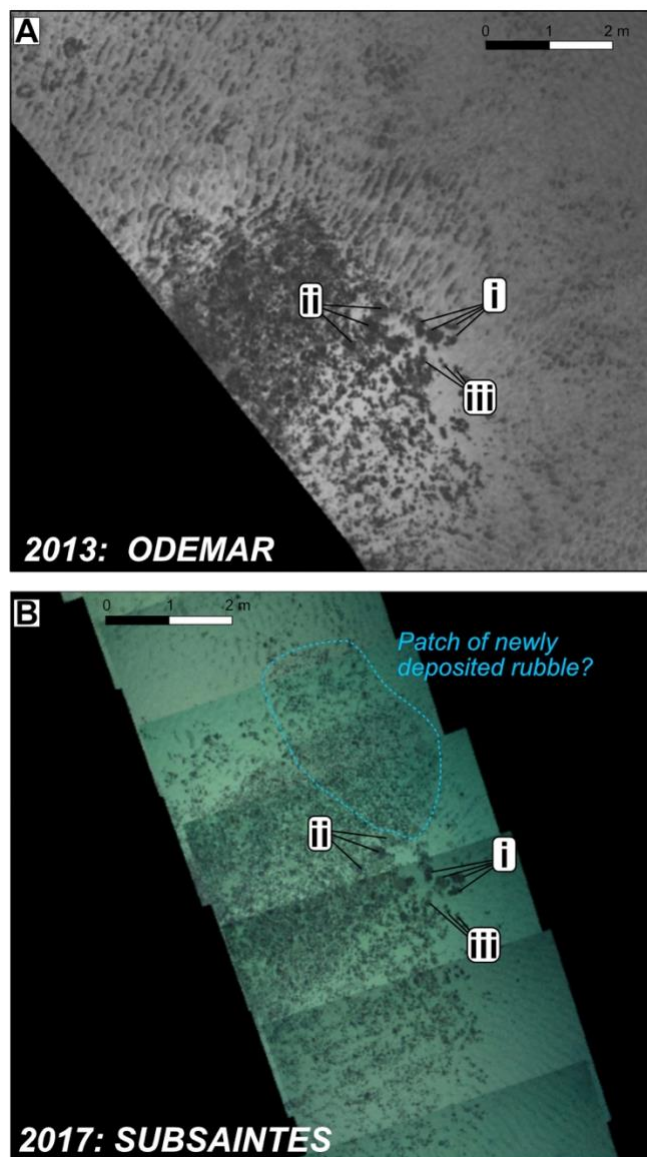 A
0 1 2 m
ii
i
iii
2013: ODEMAR
B
0 1 2 m
Patch of newly
deposited rubble?
ii
i
iii
2017: SUBSAINTES